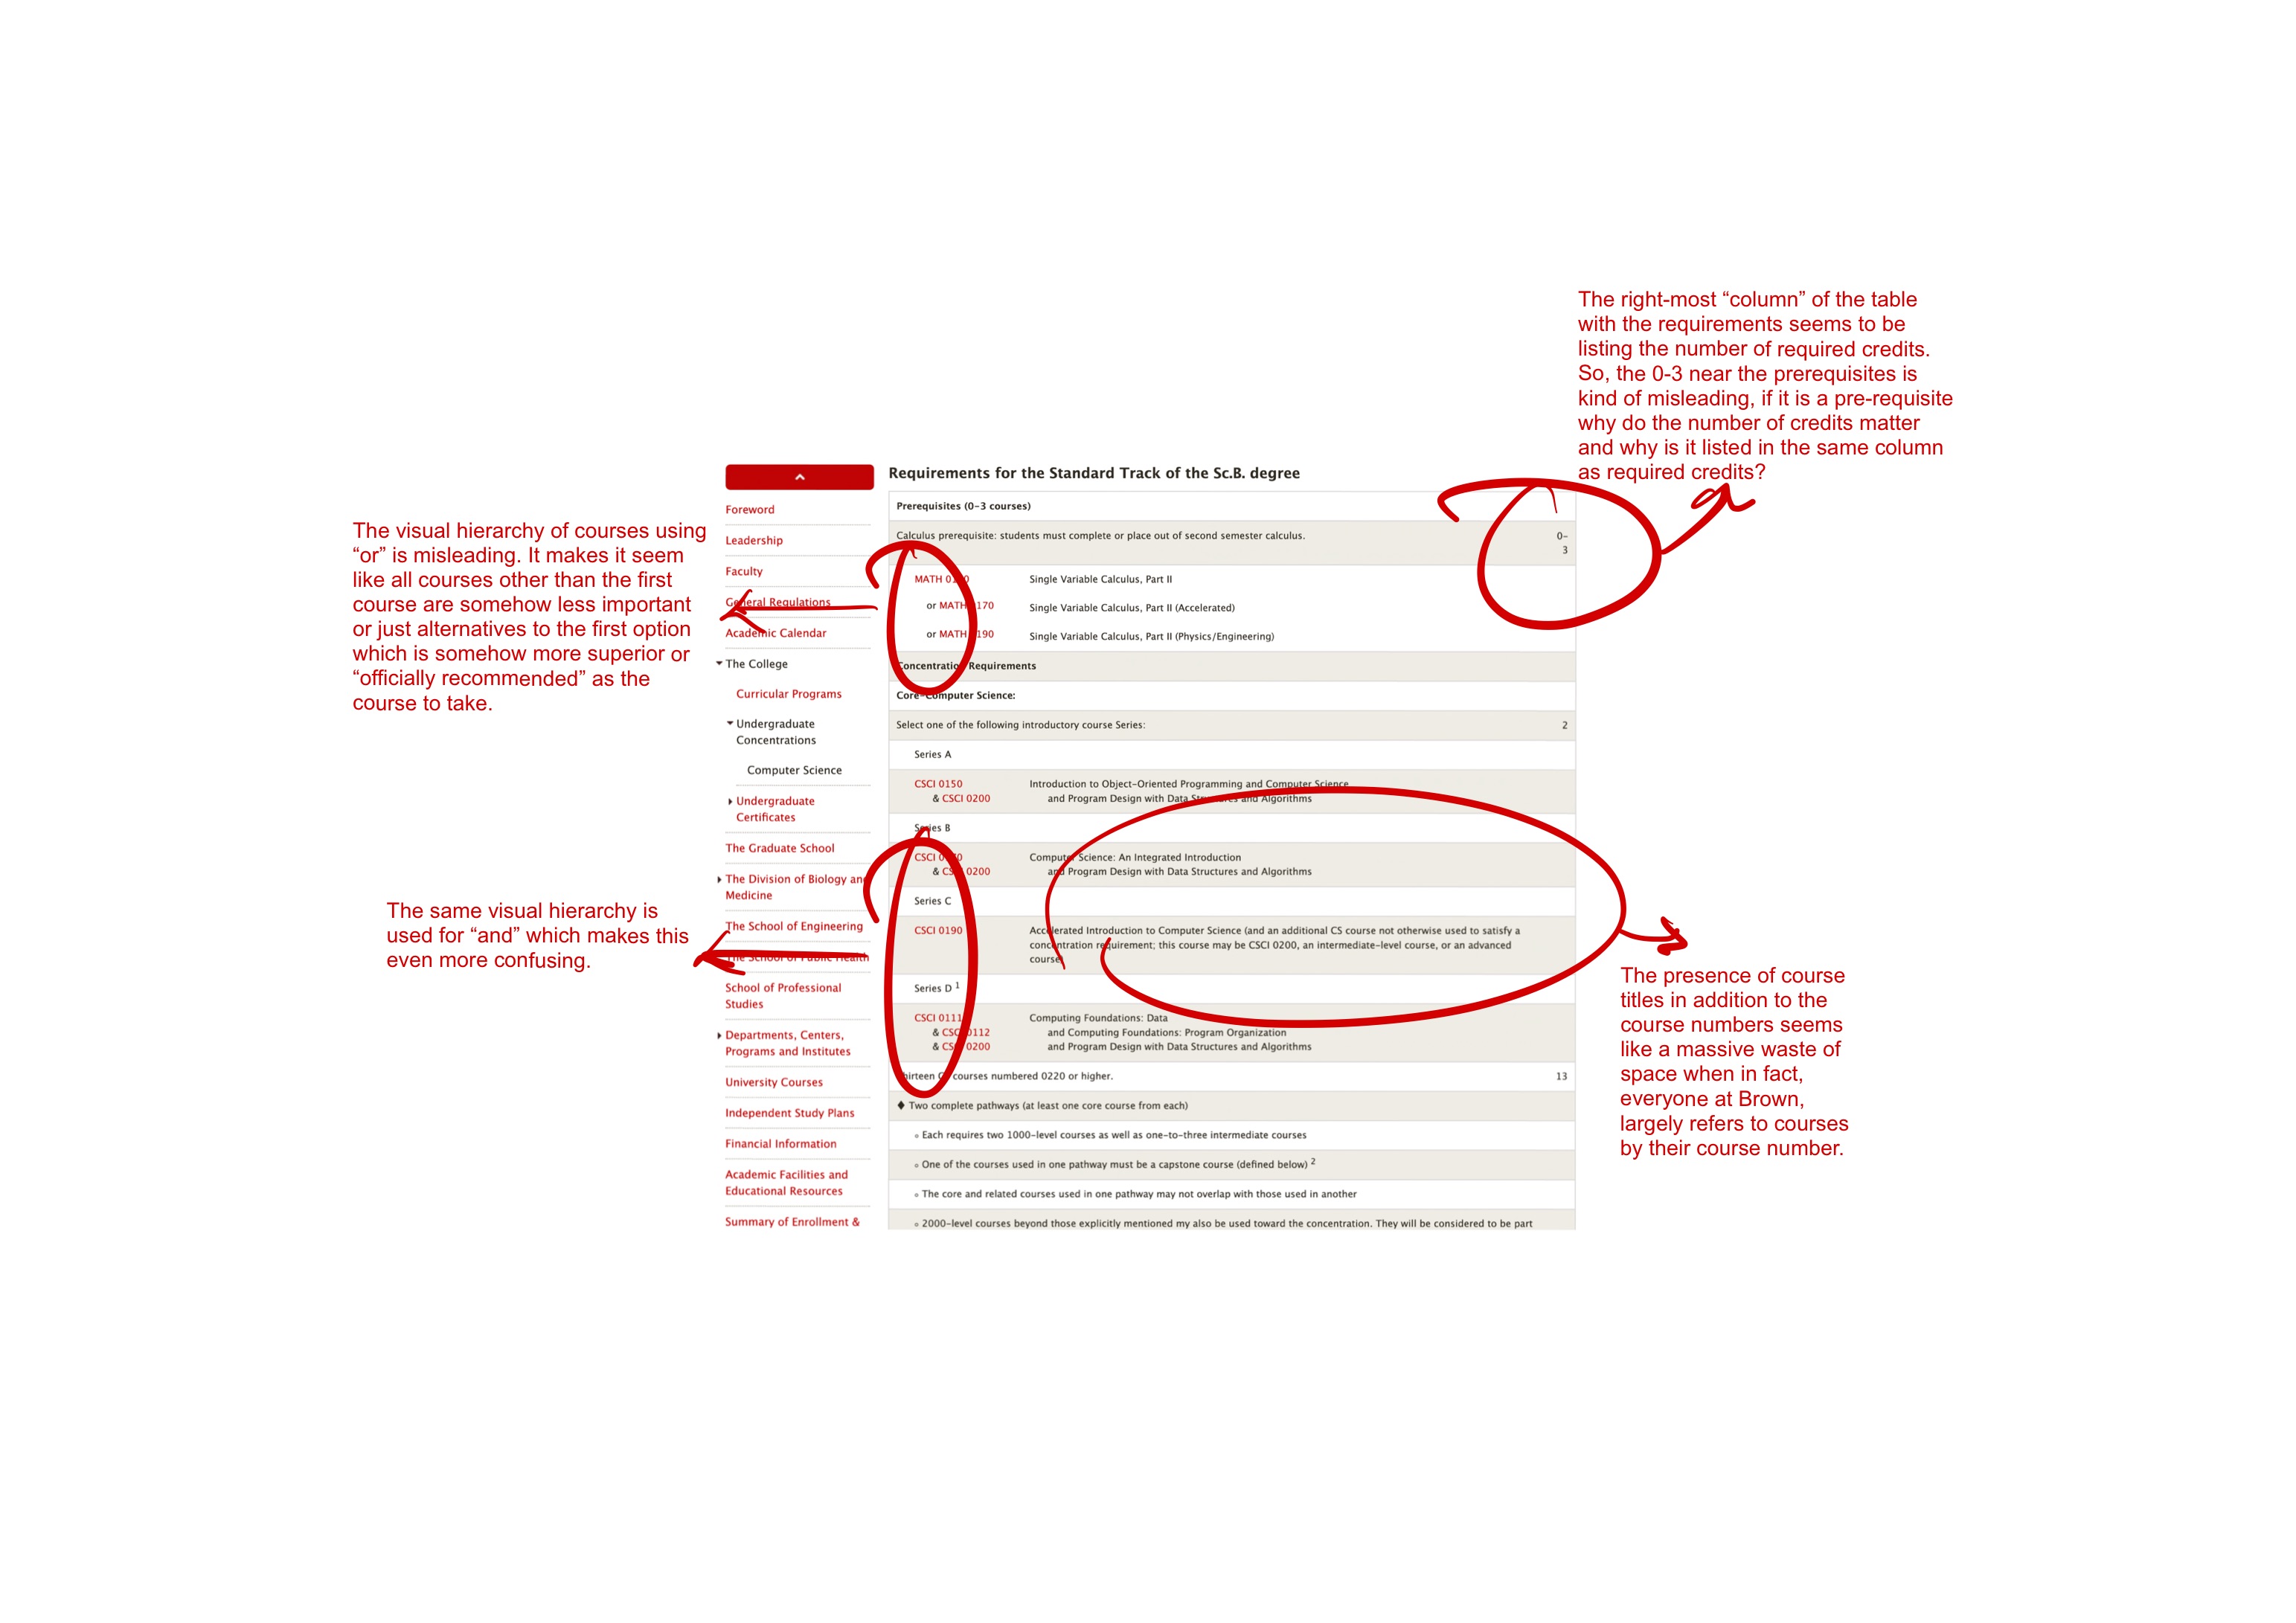 The right-most “column” of the table
with the requirements seems to be
listing the number of required credits.
So, the 0-3 near the prerequisites is
kind of misleading, if it is a pre-requisite
why do the number of credits matter
and why is it listed in the same column
as required credits?
The visual hierarchy of courses using
“or” is misleading. It makes it seem
like all courses other than the first
course are somehow less important
or just alternatives to the first option
which is somehow more superior or
“officially recommended” as the
course to take.
The same visual hierarchy is
used for “and” which makes this
even more confusing.
Foreword
Leadership
Faculty
General Regulations
Academic Calendar
The College
Curricular Programs
Undergraduate
Concentrations
Computer Science
Undergraduate
Certificates
The Graduate School
The Division of Biology and
Medicine
The School of Engineering
The School of Public Health
School of Professional
Studies
Departments, Centers,
Programs and Institutes
University Courses
Independent Study Plans
Financial Information
Academic Facilities and
Educational Resources
Summary of Enrollment &
Requirements for the Standard Track of the Sc.B. degree
Prerequisites (0-3 courses)
Calculus prerequisite: students must complete or place out of second semester calculus. 0-
3
MATH Single Variable Calculus, Part II
or MATH 170 Single Variable Calculus, Part II (Accelerated)
or MATH 190 Single Variable Calculus, Part II (Physics/Engineering)
Concentration Requirements
Core-Computer Science:
Select one of the following introductory course Series: 2
Series A
CSCI 0150 Introduction to Object-Oriented Programming and Computer Science
& CSCI 0200 and Program Design with Data Structures and Algorithms
Series B
CSCI Computer Science: An Integrated Introduction
& CSCI 0200 and Program Design with Data Structures and Algorithms
Series C
CSCI 0190 Accelerated Introduction to Computer Science (and an additional CS course not otherwise used to satisfy a
concentration requirement; this course may be CSCI 0200, an intermediate-level course, or an advanced
course)
Series D 1
CSCI 0111 Computing Foundations: Data
& CSCI 0112 and Computing Foundations: Program Organization
& CSCI 0200 and Program Design with Data Structures and Algorithms
Thirteen CS courses numbered 0220 or higher. 13
♦ Two complete pathways (at least one core course from each)
◦ Each requires two 1000-level courses as well as one-to-three intermediate courses
◦ One of the courses used in one pathway must be a capstone course (defined below) 2
◦ The core and related courses used in one pathway may not overlap with those used in another
◦ 2000-level courses beyond those explicitly mentioned my also be used toward the concentration. They will be considered to be part
The presence of course
titles in addition to the
course numbers seems
like a massive waste of
space when in fact,
everyone at Brown,
largely refers to courses
by their course number.